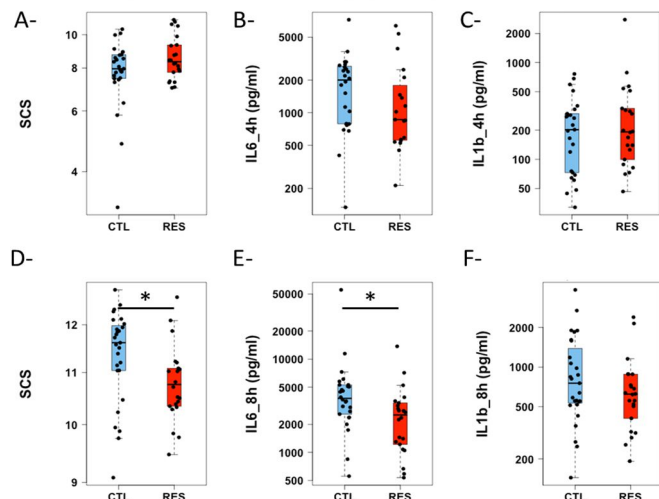 A-
SCS
10
8
6
4
CTL RES
B-
IL6_4h (pg/ml)
5000
2000
1000
500
200
CTL RES
C-
IL1b_4h (pg/ml)
2000
1000
500
200
100
50
CTL RES
D-
SCS
12
11
10
9
*
CTL RES
E-
IL6_8h (pg/ml)
50000
10000
5000
2000
1000
500
*
CTL RES
F-
IL1b_8h (pg/ml)
2000
1000
500
200
CTL RES